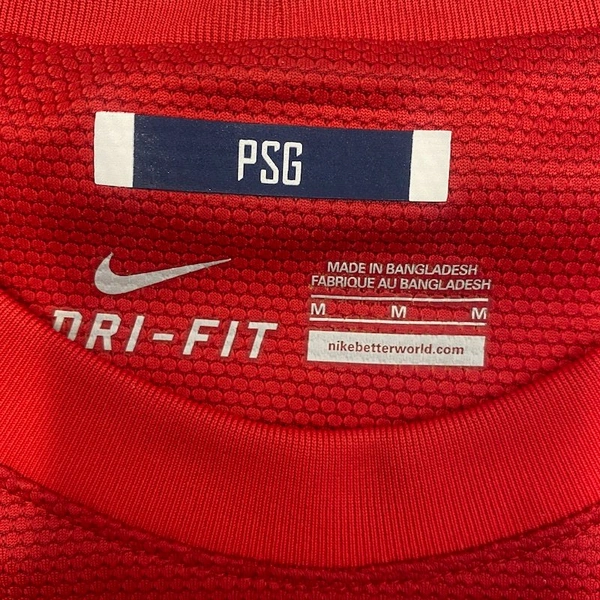 PSG
MADE IN BANGLADESH
FABRIQUE AU BANGLADESH
M M M
DRI-FIT
nikebetterworld.com